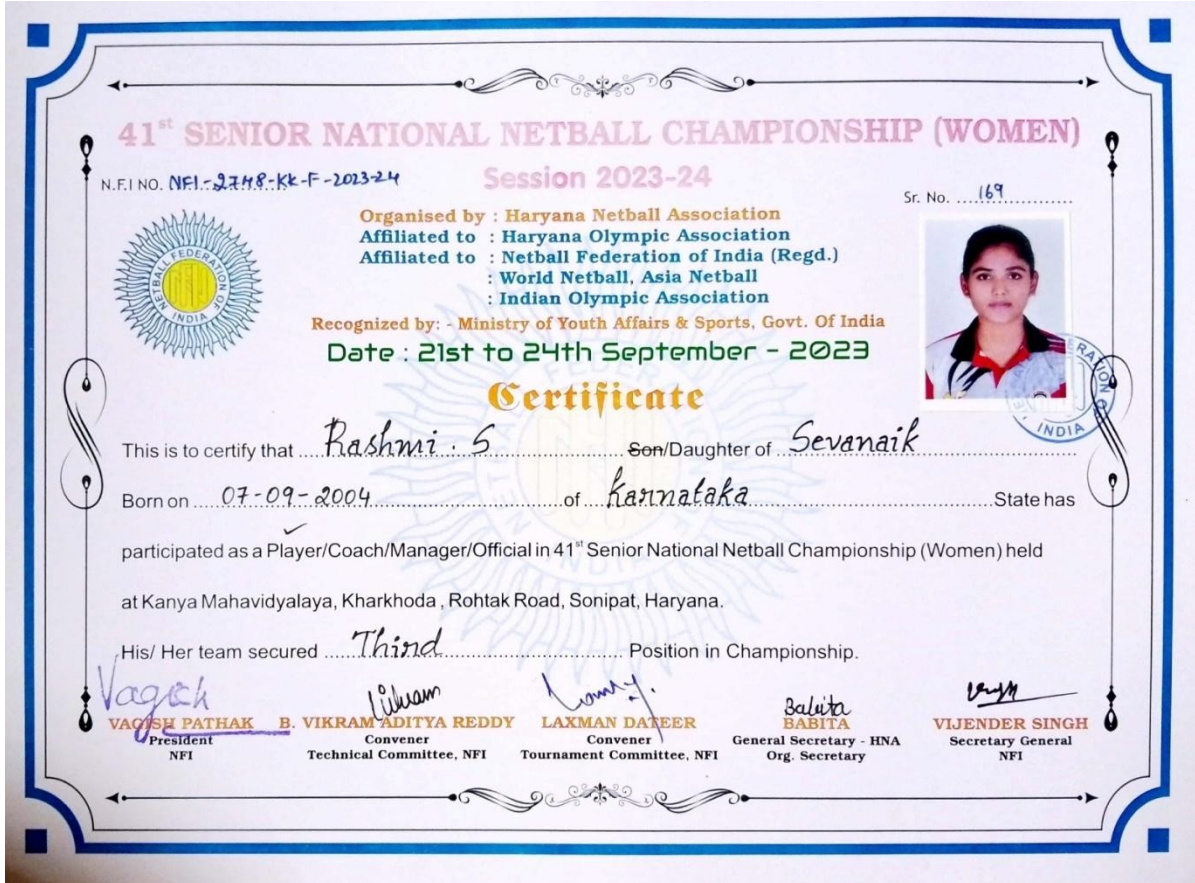 41st SENIOR NATIONAL NETBALL CHAMPIONSHIP (WOMEN)
N.F.I NO. NFI-2748-KK-F-2023-24
Session 2023-24
Sr. No. ....169....
Organised by : Haryana Netball Association
Affiliated to : Haryana Olympic Association
Affiliated to : Netball Federation of India (Regd.)
: World Netball, Asia Netball
: Indian Olympic Association
NETBALL FEDERATION OF INDIA
Recognized by: - Ministry of Youth Affairs & Sports, Govt. Of India
Date : 21st to 24th September - 2023
Certificate
This is to certify that Rashmi. S Son/Daughter of Sevanaik
Born on 07-09-2004 of Karnataka State has
participated as a Player/Coach/Manager/Official in 41st Senior National Netball Championship (Women) held
at Kanya Mahavidyalaya, Kharkhoda , Rohtak Road, Sonipat, Haryana.
His/ Her team secured Third Position in Championship.
Vagish Vikram Babita
VAGISH PATHAK B. VIKRAM ADITYA REDDY LAXMAN DATEER BABITA VIJENDER SINGH
President Convener Convener General Secretary - HNA Secretary General
NFI Technical Committee, NFI Tournament Committee, NFI Org. Secretary NFI